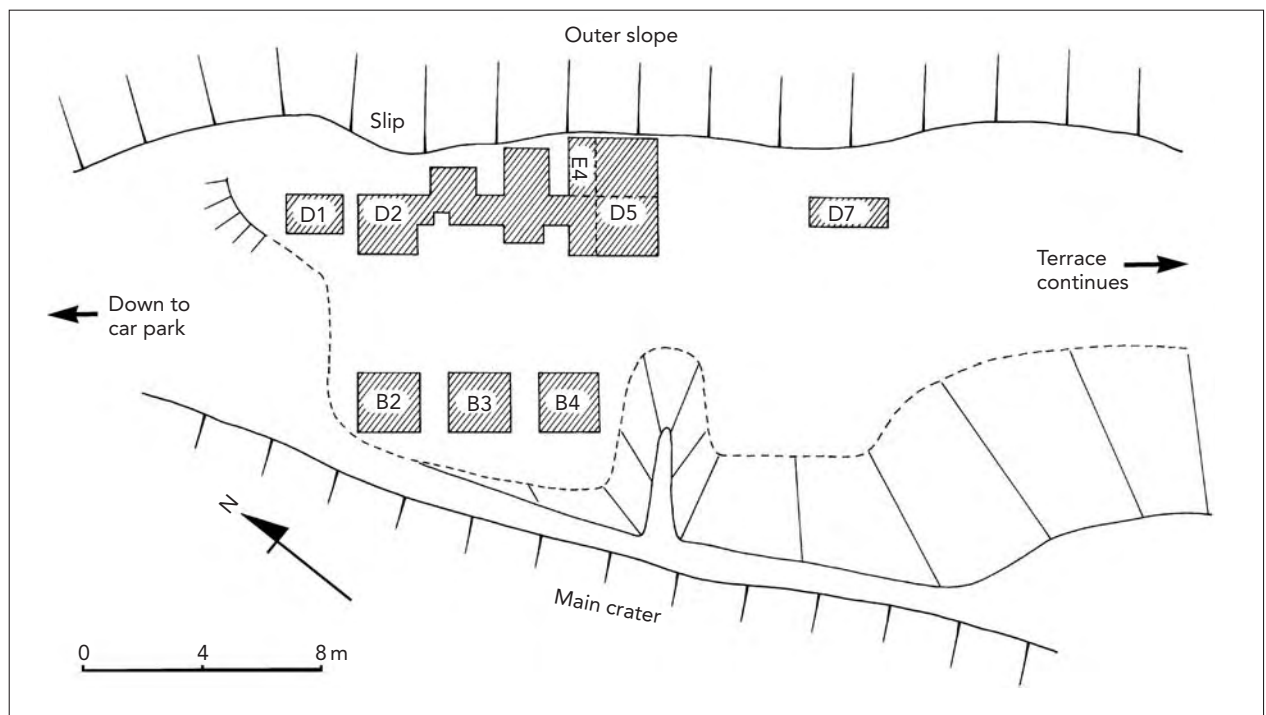 Outer slope
Slip
E4
D1
D2
D5
D7
Terrace
continues
Down to
car park
B2
B3
B4
N
Main crater
0
4
8 m